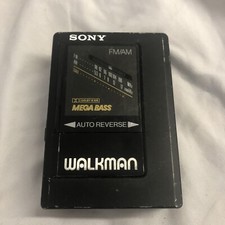 SONY
FM/AM
MEGA BASS
◄ AUTO REVERSE ►
WALKMAN